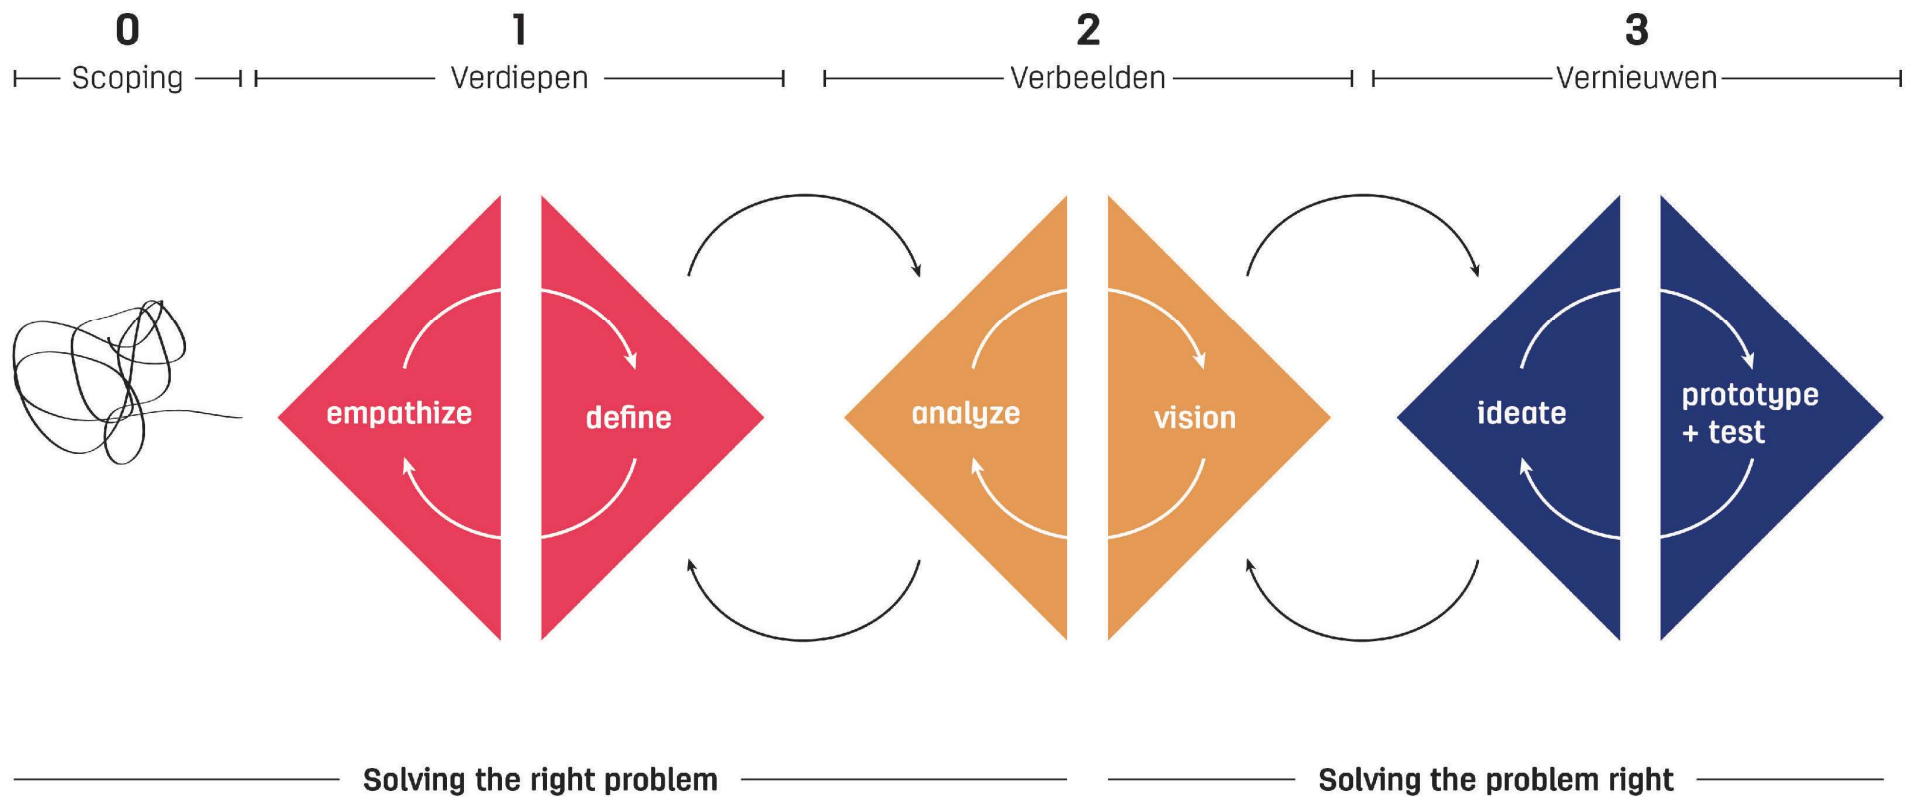 0
Scoping
1
Verdiepen
2
Verbeelden
3
Vernieuwen
empathize
define
analyze
vision
ideate
prototype
+ test
Solving the right problem
Solving the problem right